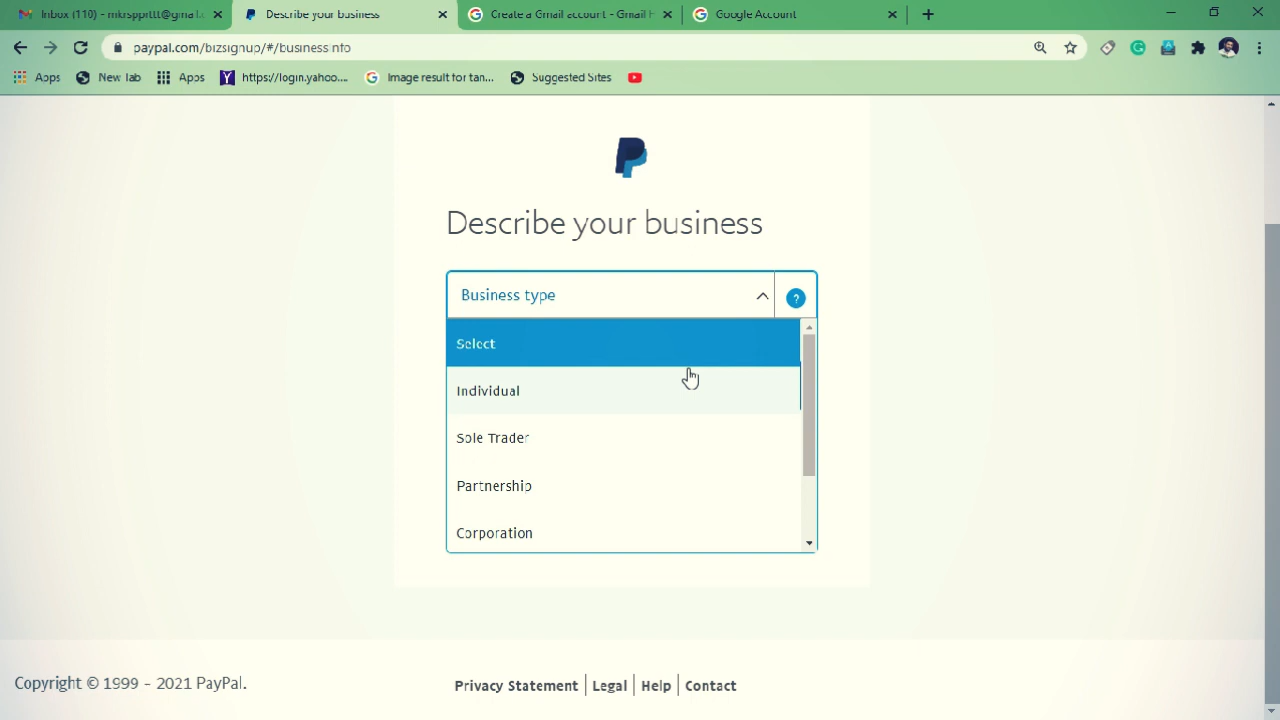 Inbox (110) - mkrspprttt@gmail.c
Describe your business
Create a Gmail account - Gmail H
Google Account
paypal.com/bizsignup/#/businessinfo
Apps
New Tab
Apps
https://login.yahoo....
Image result for tan...
Suggested Sites
Describe your business
Business type
?
Select
Individual
Sole Trader
Partnership
Corporation
Copyright © 1999 - 2021 PayPal.
Privacy Statement
Legal
Help
Contact